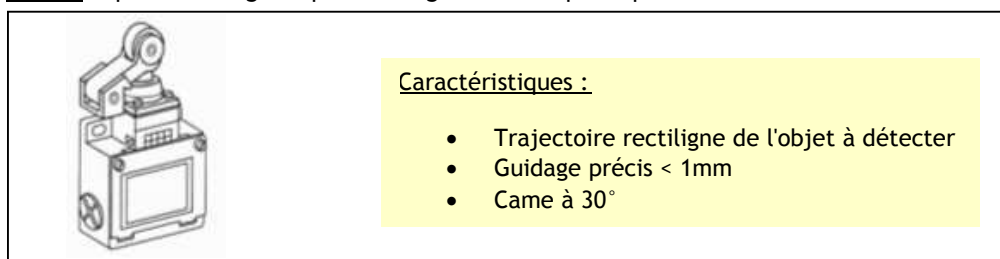 Caractéristiques :
• Trajectoire rectiligne de l'objet à détecter
• Guidage précis < 1mm
• Came à 30°